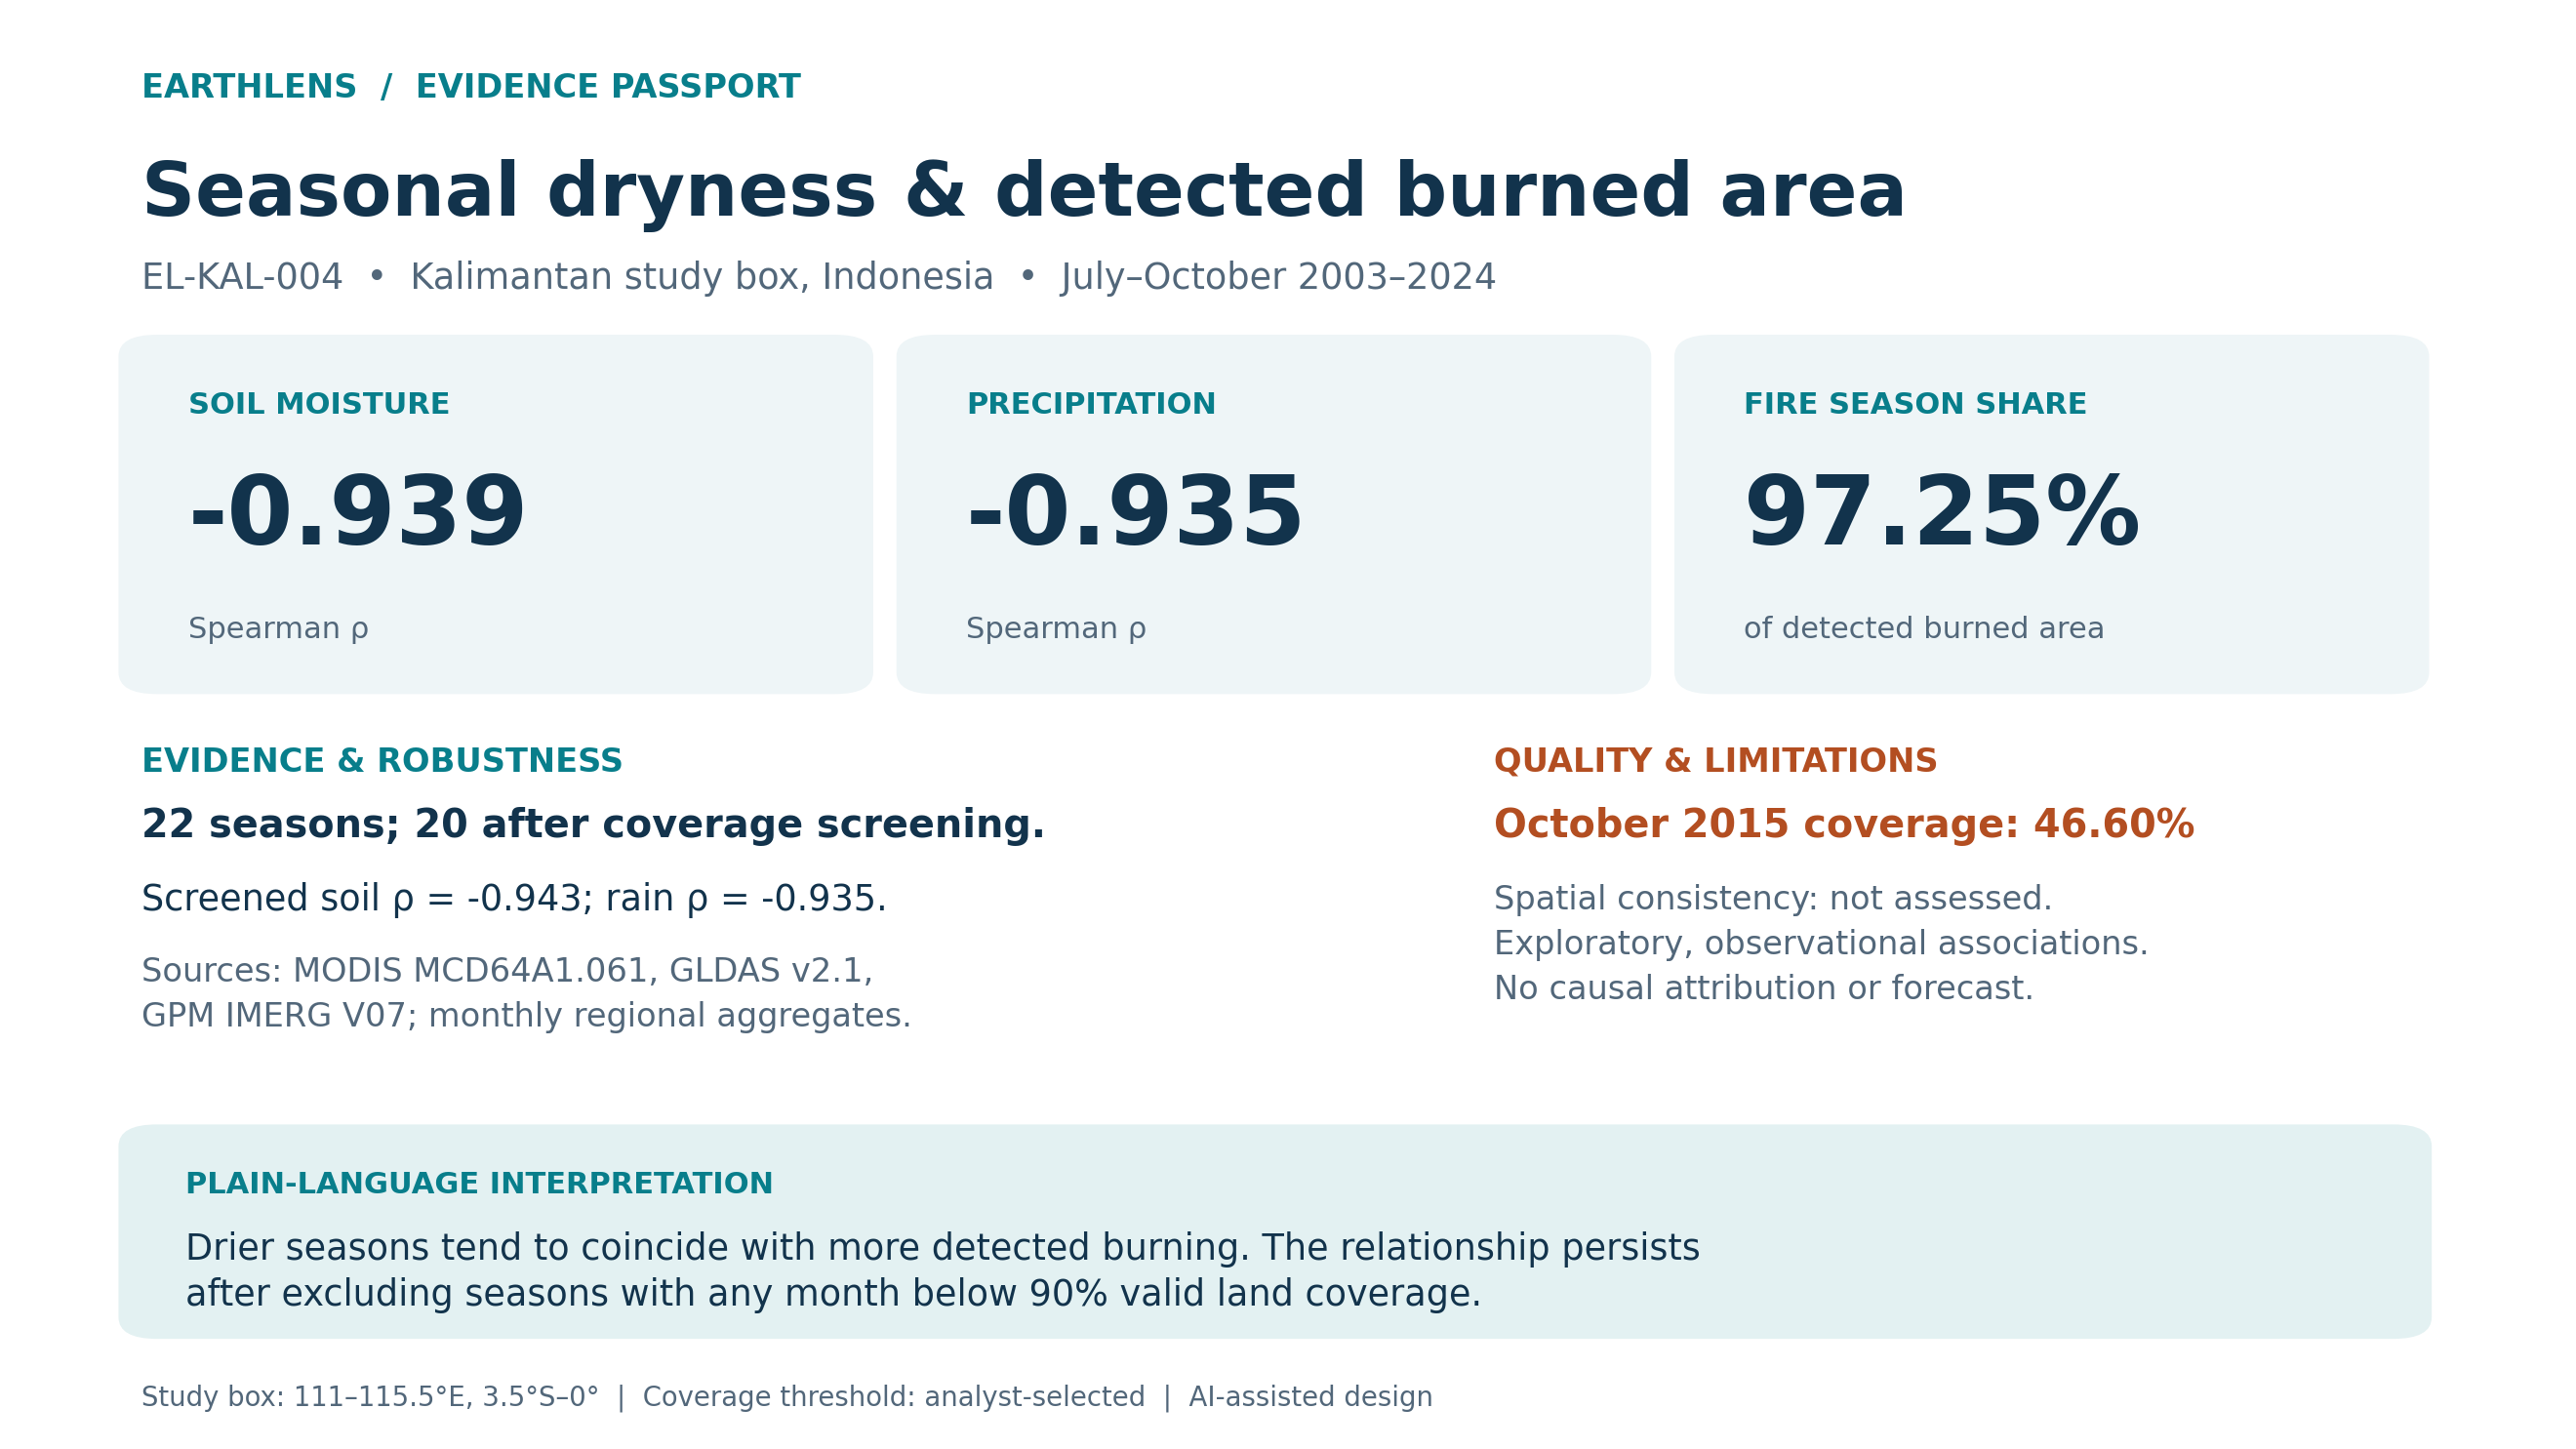 EARTHLENS / EVIDENCE PASSPORT
Seasonal dryness & detected burned area
EL-KAL-004 • Kalimantan study box, Indonesia • July–October 2003–2024
SOIL MOISTURE
-0.939
Spearman ρ
PRECIPITATION
-0.935
Spearman ρ
FIRE SEASON SHARE
97.25%
of detected burned area
EVIDENCE & ROBUSTNESS
22 seasons; 20 after coverage screening.
Screened soil ρ = -0.943; rain ρ = -0.935.
Sources: MODIS MCD64A1.061, GLDAS v2.1,
GPM IMERG V07; monthly regional aggregates.
QUALITY & LIMITATIONS
October 2015 coverage: 46.60%
Spatial consistency: not assessed.
Exploratory, observational associations.
No causal attribution or forecast.
PLAIN-LANGUAGE INTERPRETATION
Drier seasons tend to coincide with more detected burning. The relationship persists
after excluding seasons with any month below 90% valid land coverage.
Study box: 111–115.5°E, 3.5°S–0° | Coverage threshold: analyst-selected | AI-assisted design